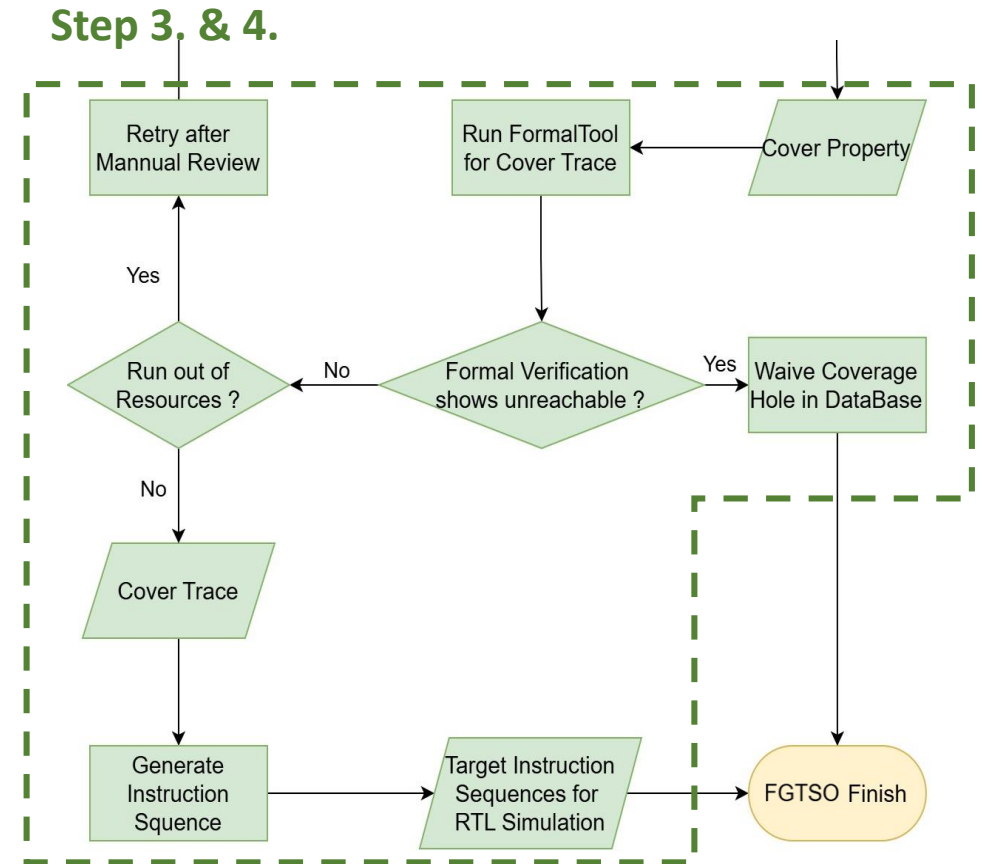 Step 3. & 4.
Retry after
Mannual Review
Run FormalTool
for Cover Trace
Cover Property
Yes
Run out of
Resources ?
No
Formal Verification
shows unreachable ?
Yes
Waive Coverage
Hole in DataBase
No
Cover Trace
Generate
Instruction
Squence
Target Instruction
Sequences for
RTL Simulation
FGTSO Finish